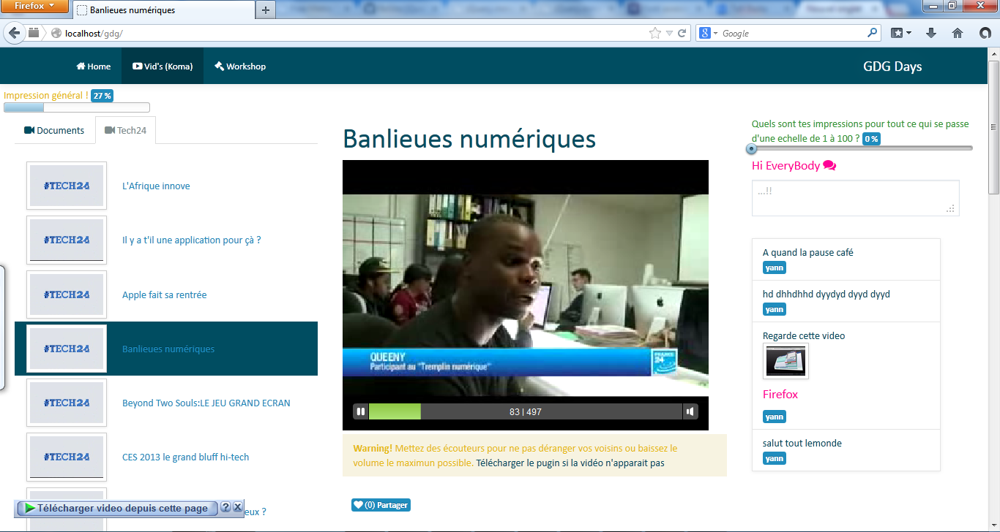 Firefox
Banlieues numériques
localhost/gdg/
Google
Home
Vid's (Koma)
Workshop
GDG Days
Impression général ! 27 %
Documents
Tech24
#TECH24
L'Afrique innove
#TECH24
Il y a t'il une application pour çà ?
#TECH24
Apple fait sa rentrée
#TECH24
Banlieues numériques
#TECH24
Beyond Two Souls:LE JEU GRAND ECRAN
#TECH24
CES 2013 le grand bluff hi-tech
eux ?
Télécharger video depuis cette page
Banlieues numériques
QUEENY
Participant au "Tremplin numérique"
FRANCE
24
83 | 497
Warning! Mettez des écouteurs pour ne pas déranger vos voisins ou baissez le
volume le maximun possible. Télécharger le pugin si la vidéo n'apparait pas
(0) Partager
Quels sont tes impressions pour tout ce qui se passe
d'une echelle de 1 à 100 ? 0 %
Hi EveryBody
...!!
A quand la pause café
yann
hd dhhdhhd dyydyd dyyd dyyd
yann
Regarde cette video
Firefox
yann
salut tout lemonde
yann